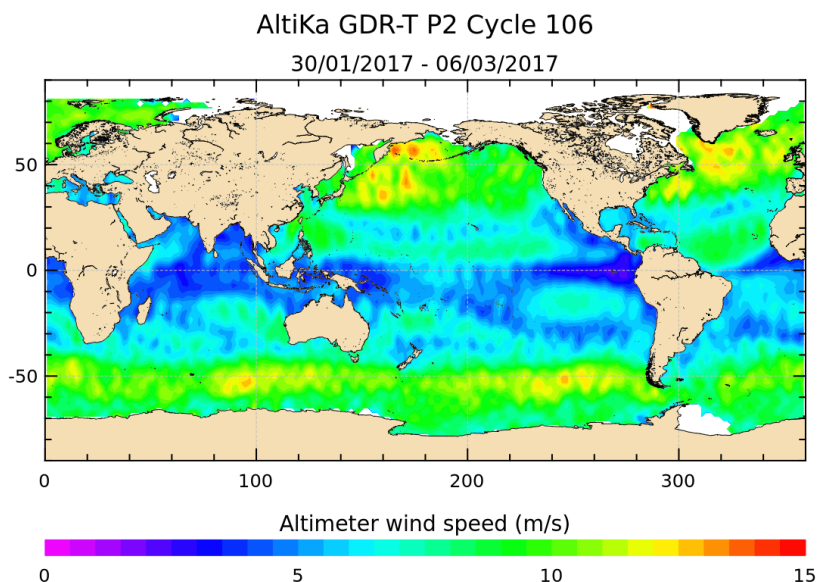 AltiKa GDR-T P2 Cycle 106
30/01/2017 - 06/03/2017
50
0
-50
0 100 200 300
Altimeter wind speed (m/s)
0 5 10 15